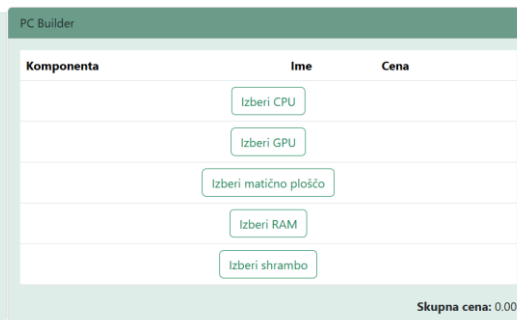 PC Builder
Komponenta Ime Cena
Izberi CPU
Izberi GPU
Izberi matično ploščo
Izberi RAM
Izberi shrambo
Skupna cena: 0.00